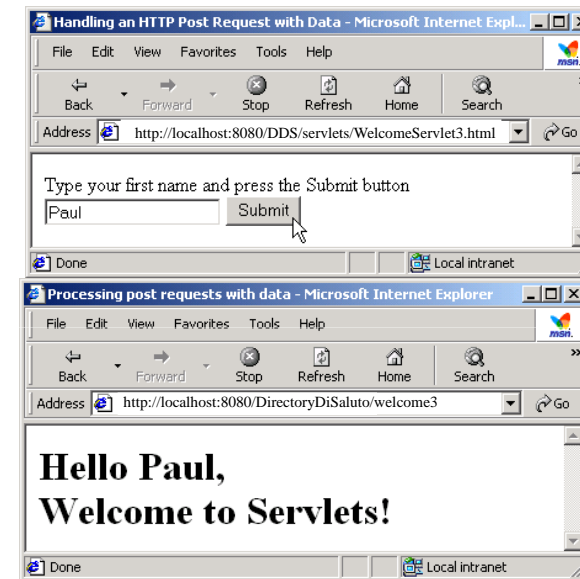 Handling an HTTP Post Request with Data - Microsoft Internet Expl...
File Edit View Favorites Tools Help
msn.
Back Forward Stop Refresh Home Search
Address http://localhost:8080/DDS/servlets/WelcomeServlet3.html Go
Type your first name and press the Submit button
Paul Submit
Done Local intranet
Processing post requests with data - Microsoft Internet Explorer
File Edit View Favorites Tools Help
msn.
Back Forward Stop Refresh Home Search »
Address http://localhost:8080/DirectoryDiSaluto/welcome3 Go
Hello Paul,
Welcome to Servlets!
Done Local intranet